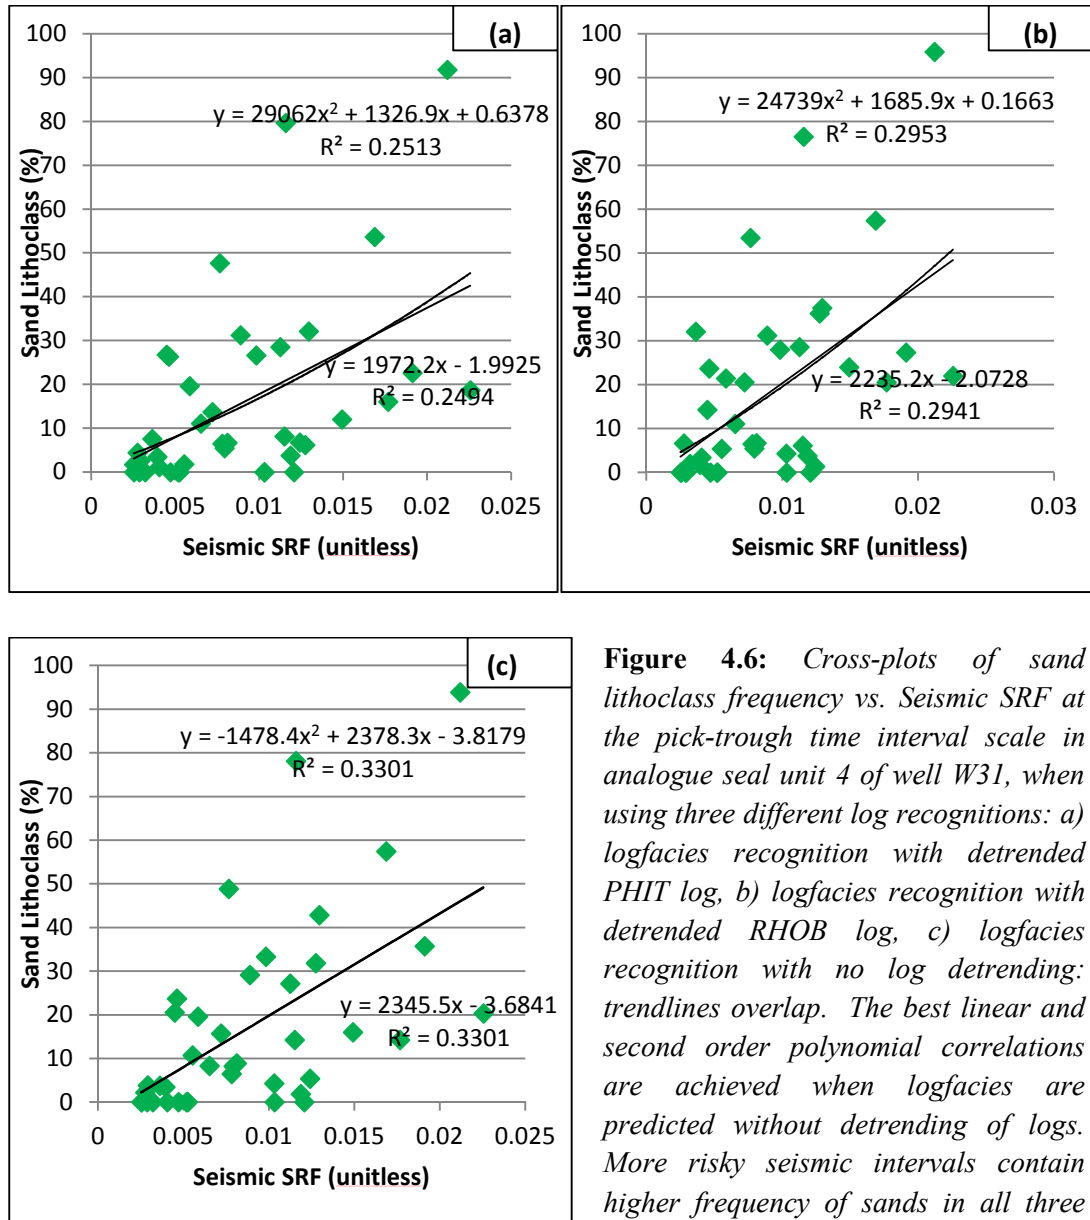 (a)
100
90
80
70
60
50
40
30
20
10
0
Sand Lithoclass (%)
y = 29062x² + 1326.9x + 0.6378
R² = 0.2513
y = 1972.2x - 1.9925
R² = 0.2494
0 0.005 0.01 0.015 0.02 0.025
Seismic SRF (unitless)
(b)
100
90
80
70
60
50
40
30
20
10
0
Sand Lithoclass (%)
y = 24739x² + 1685.9x + 0.1663
R² = 0.2953
y = 2235.2x - 2.0728
R² = 0.2941
0 0.01 0.02 0.03
Seismic SRF (unitless)
(c)
100
90
80
70
60
50
40
30
20
10
0
Sand Lithoclass (%)
y = -1478.4x² + 2378.3x - 3.8179
R² = 0.3301
y = 2345.5x - 3.6841
R² = 0.3301
0 0.005 0.01 0.015 0.02 0.025
Seismic SRF (unitless)
Figure 4.6: Cross-plots of sand
lithoclass frequency vs. Seismic SRF at
the pick-trough time interval scale in
analogue seal unit 4 of well W31, when
using three different log recognitions: a)
logfacies recognition with detrended
PHIT log, b) logfacies recognition with
detrended RHOB log, c) logfacies
recognition with no log detrending:
trendlines overlap. The best linear and
second order polynomial correlations
are achieved when logfacies are
predicted without detrending of logs.
More risky seismic intervals contain
higher frequency of sands in all three